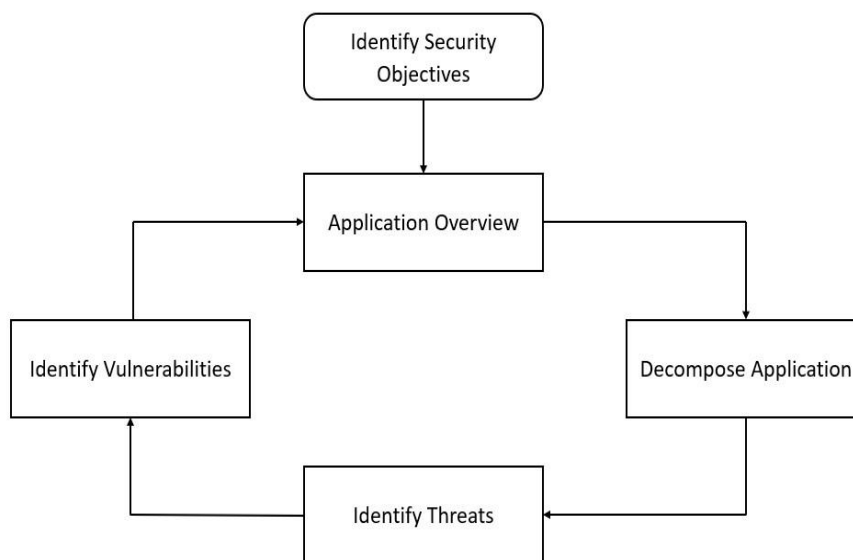 Identify Security
Objectives
Application Overview
Identify Vulnerabilities
Decompose Application
Identify Threats